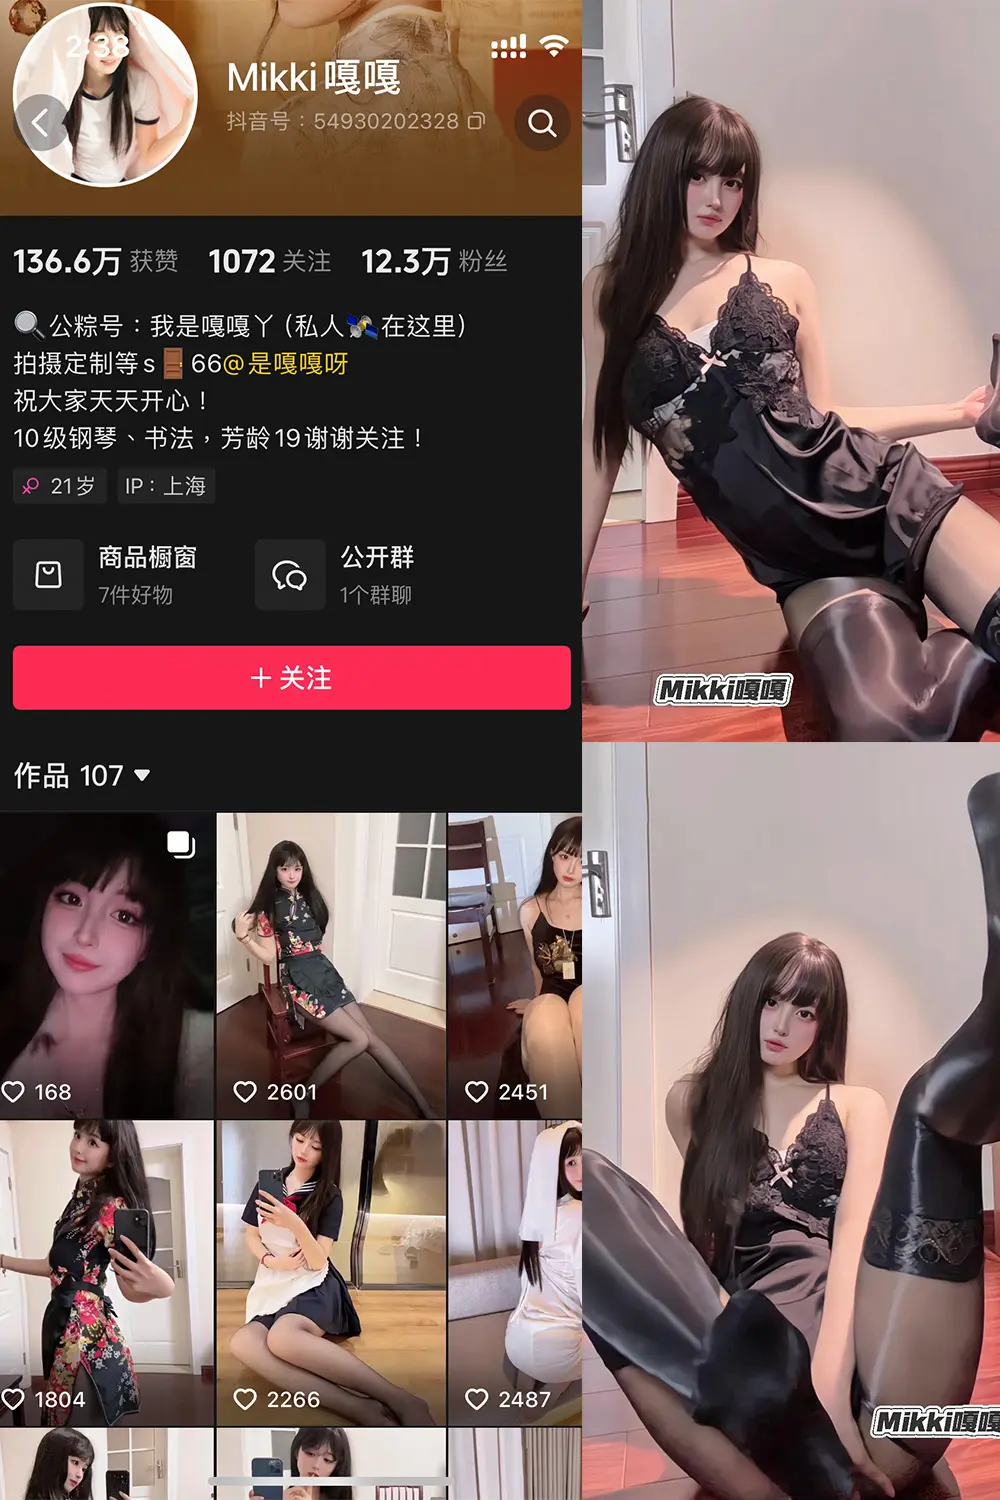 2:38
Mikki嘎嘎
抖音号：54930202328
136.6万 获赞 1072 关注 12.3万 粉丝
公粽号：我是嘎嘎丫 (私人🛰️在这里)
拍摄定制等s🚪66@是嘎嘎呀
祝大家天天开心！
10级钢琴、书法，芳龄19谢谢关注！
21岁 IP：上海
商品橱窗
7件好物
公开群
1个群聊
+ 关注
作品 107
168
2601
2451
1804
2266
2487
Mikki嘎嘎
Mikki嘎嘎